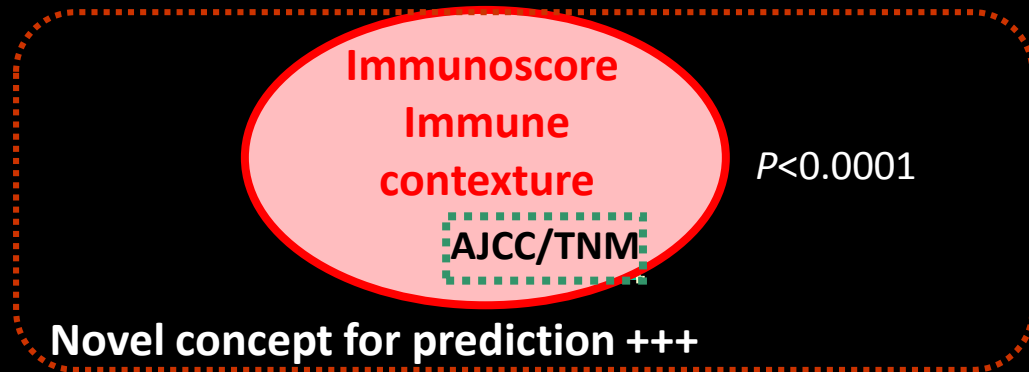 Immunoscore
Immune
contexture
P<0.0001
AJCC/TNM
Novel concept for prediction +++